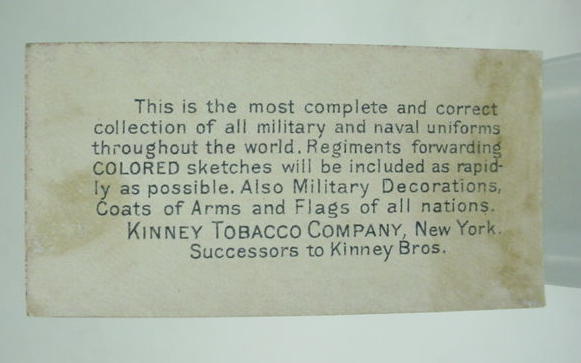 This is the most complete and correct
collection of all military and naval uniforms
throughout the world. Regiments forwarding
COLORED sketches will be included as rapid-
ly as possible. Also Military Decorations,
Coats of Arms and Flags of all nations.
KINNEY TOBACCO COMPANY, New York.
Successors to Kinney Bros.